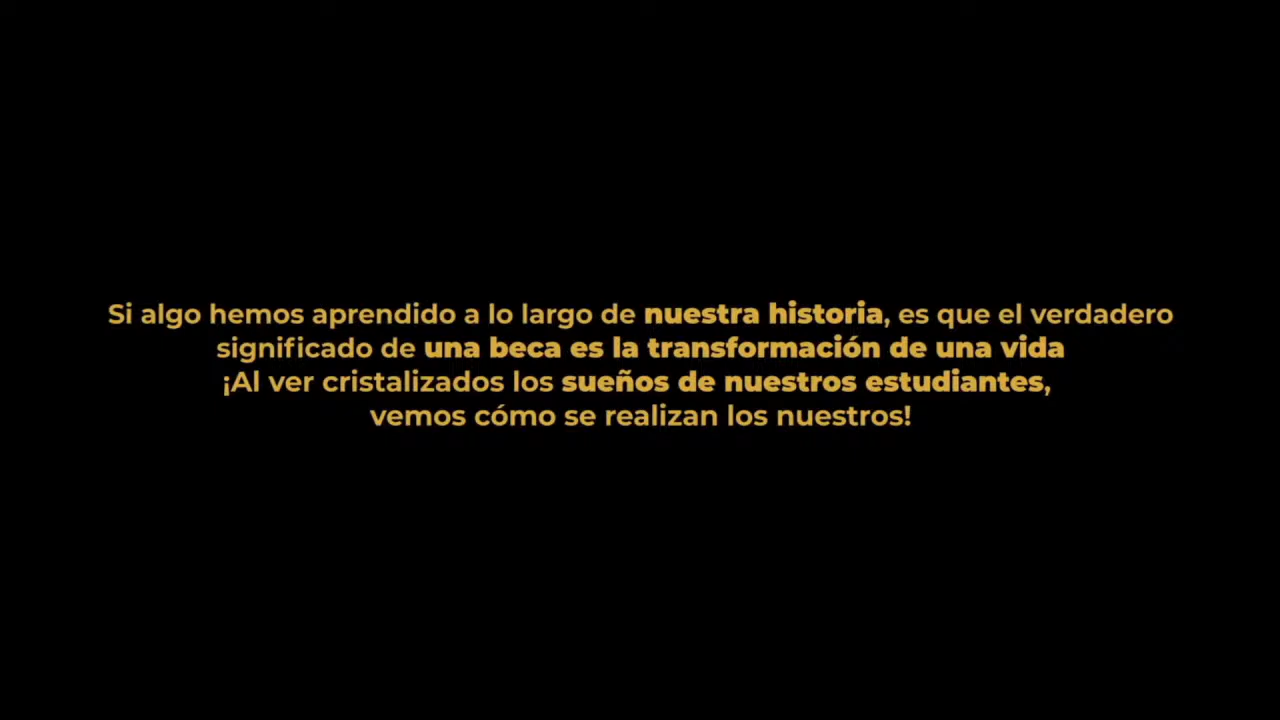 Si algo hemos aprendido a lo largo de nuestra historia, es que el verdadero
significado de una beca es la transformación de una vida
¡Al ver cristalizados los sueños de nuestros estudiantes,
vemos cómo se realizan los nuestros!